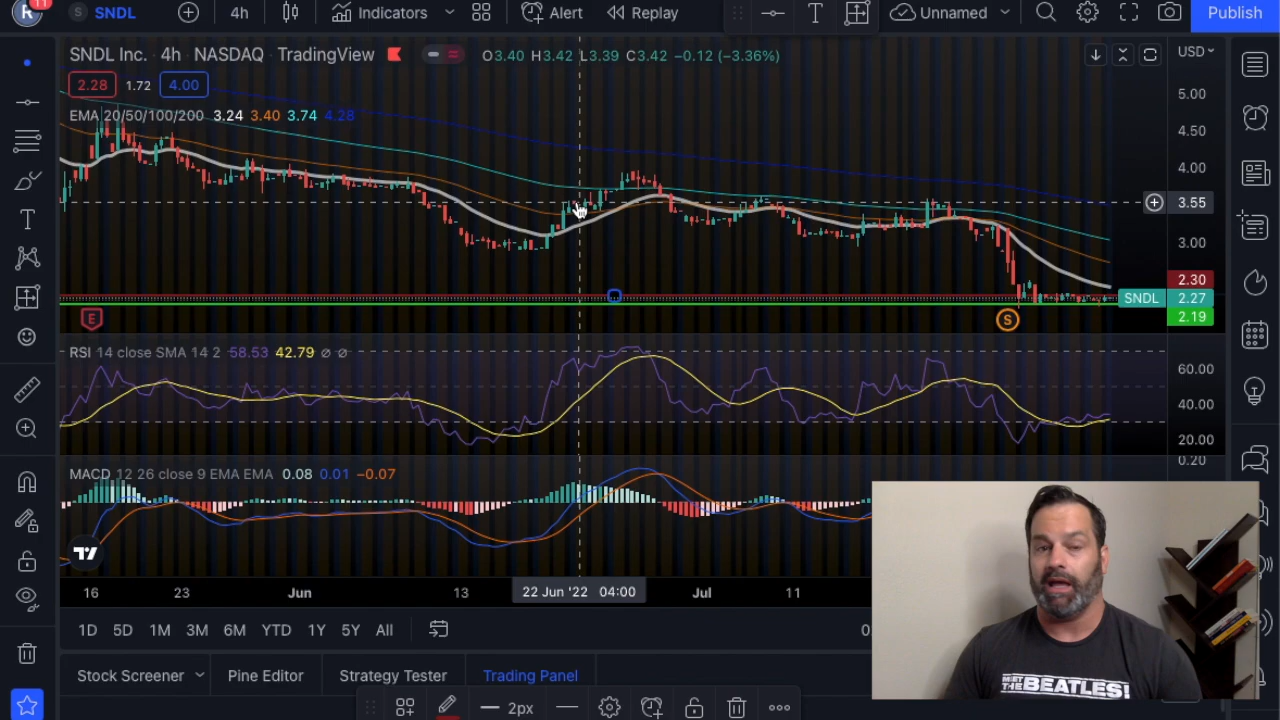 R 11 SNDL 4h Indicators Alert Replay T Unnamed Publish
SNDL Inc. · 4h · NASDAQ · TradingView O3.40 H3.42 L3.39 C3.42 −0.12 (−3.36%) USD
2.28 1.72 4.00
EMA 20/50/100/200 3.24 3.40 3.74 4.28
5.00
4.50
4.00
3.55
3.00
2.30
SNDL 2.27
2.19
E S
RSI 14 close SMA 14 2 58.53 42.79 ∅ ∅
60.00
40.00
20.00
0.20
MACD 12 26 close 9 EMA EMA 0.08 0.01 −0.07
16 23 Jun 13 22 Jun '22 04:00 Jul 11
1D 5D 1M 3M 6M YTD 1Y 5Y All
Stock Screener Pine Editor Strategy Tester Trading Panel
2px
MEET
THE BEATLES!